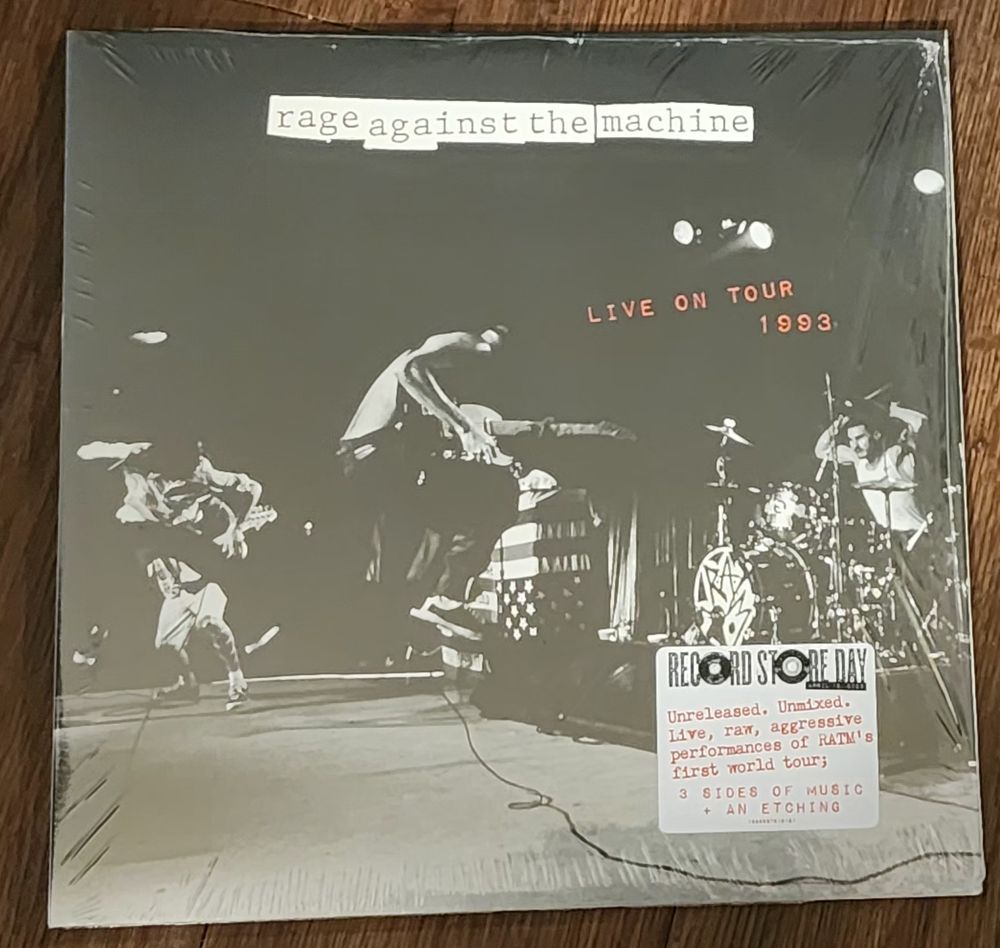 rage against the machine
LIVE ON TOUR
1993
RECORD STORE DAY
Unreleased. Unmixed.
Live, raw, aggressive
performances of RATM's
first world tour;
3 SIDES OF MUSIC
+ AN ETCHING